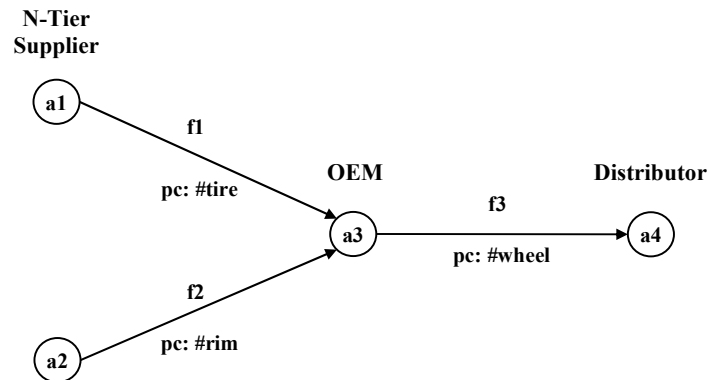 N-Tier
Supplier
a1
f1
pc: #tire
OEM
Distributor
f3
a3
a4
pc: #wheel
f2
pc: #rim
a2